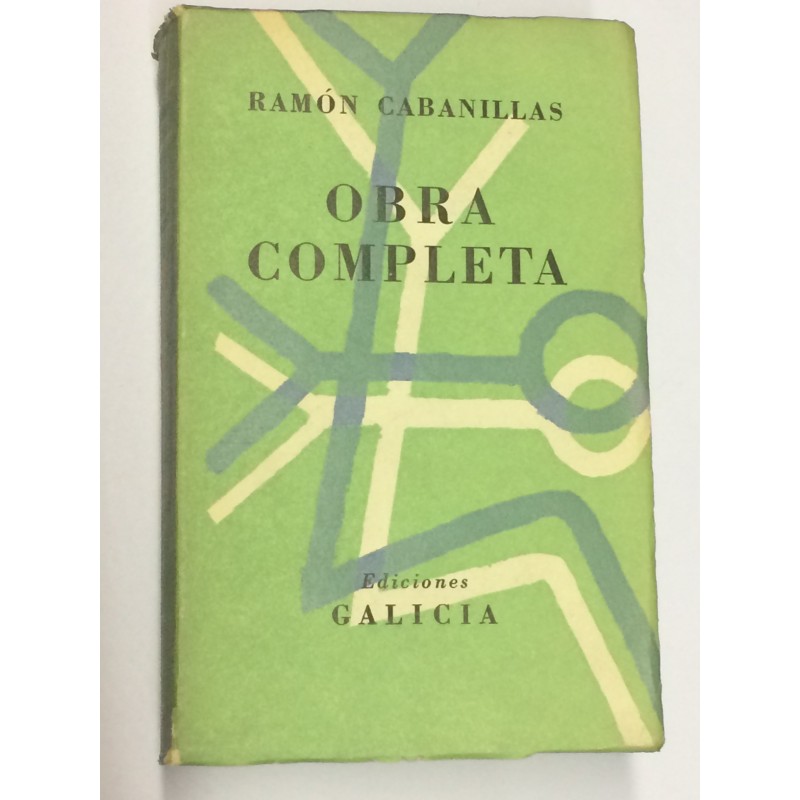 RAMÓN CABANILLAS
OBRA
COMPLETA
Ediciones
GALICIA